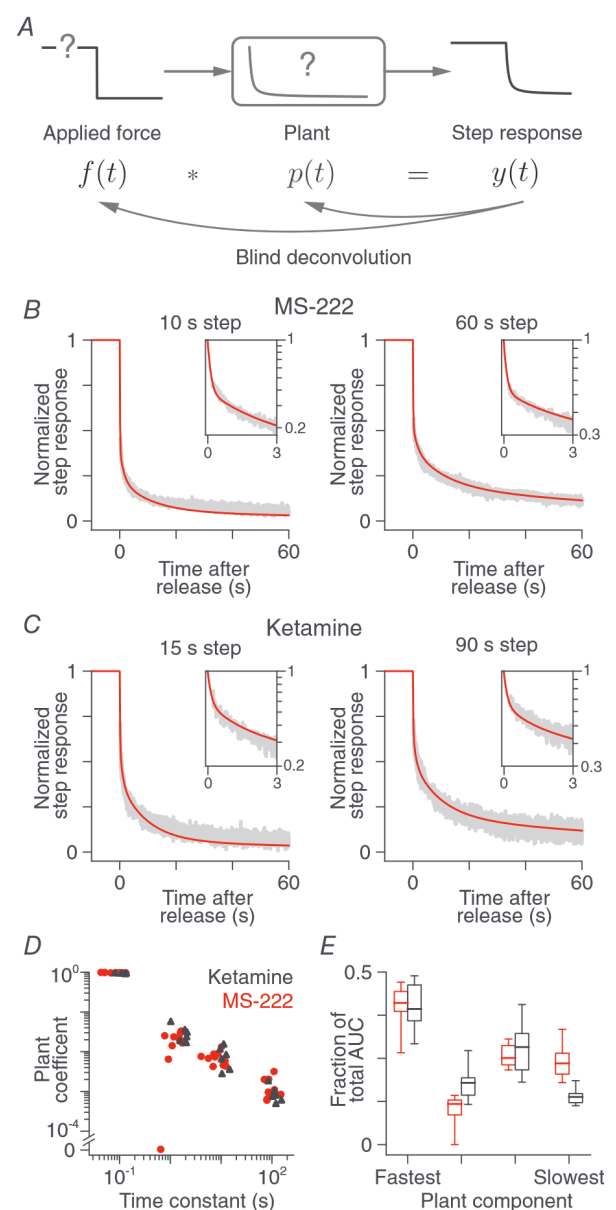 A
?
?
Applied force
Plant
Step response
f(t)
*
p(t)
=
y(t)
Blind deconvolution
B
MS-222
10 s step
60 s step
Normalized
step response
1
0
0
60
Time after
release (s)
1
0.2
0
3
Normalized
step response
1
0
0
60
Time after
release (s)
1
0.3
0
3
C
Ketamine
15 s step
90 s step
Normalized
step response
1
0
0
60
Time after
release (s)
1
0.2
0
3
Normalized
step response
1
0
0
60
Time after
release (s)
1
0.3
0
3
D
Ketamine
MS-222
Plant
coefficent
10⁰
10⁻⁴
0
10⁻¹
10²
Time constant (s)
E
Fraction of
total AUC
0.5
0
Fastest
Slowest
Plant component